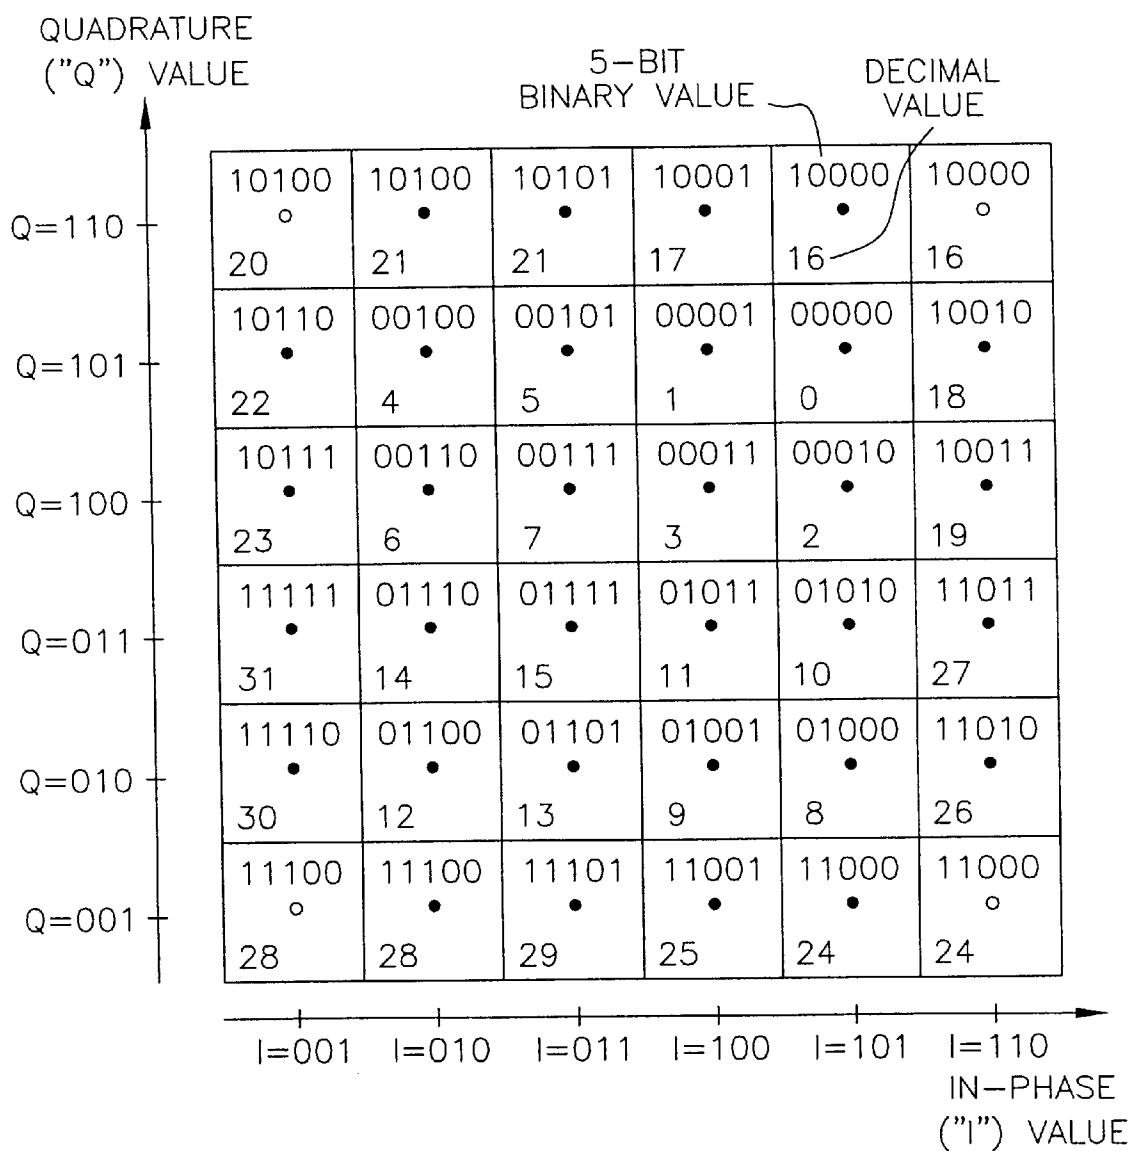 QUADRATURE
("Q") VALUE
5-BIT
BINARY VALUE
DECIMAL
VALUE
Q=110
10100 10100 10101 10001 10000 10000
20 21 21 17 16 16
Q=101
10110 00100 00101 00001 00000 10010
22 4 5 1 0 18
Q=100
10111 00110 00111 00011 00010 10011
23 6 7 3 2 19
Q=011
11111 01110 01111 01011 01010 11011
31 14 15 11 10 27
Q=010
11110 01100 01101 01001 01000 11010
30 12 13 9 8 26
Q=001
11100 11100 11101 11001 11000 11000
28 28 29 25 24 24
I=001 I=010 I=011 I=100 I=101 I=110
IN-PHASE
("I") VALUE